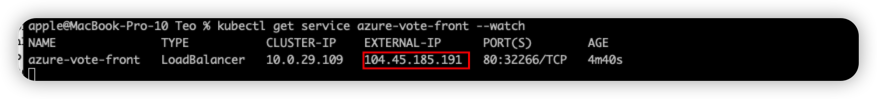 apple@MacBook-Pro-10 Teo % kubectl get service azure-vote-front --watch
NAME TYPE CLUSTER-IP EXTERNAL-IP PORT(S) AGE
azure-vote-front LoadBalancer 10.0.29.109 104.45.185.191 80:32266/TCP 4m40s